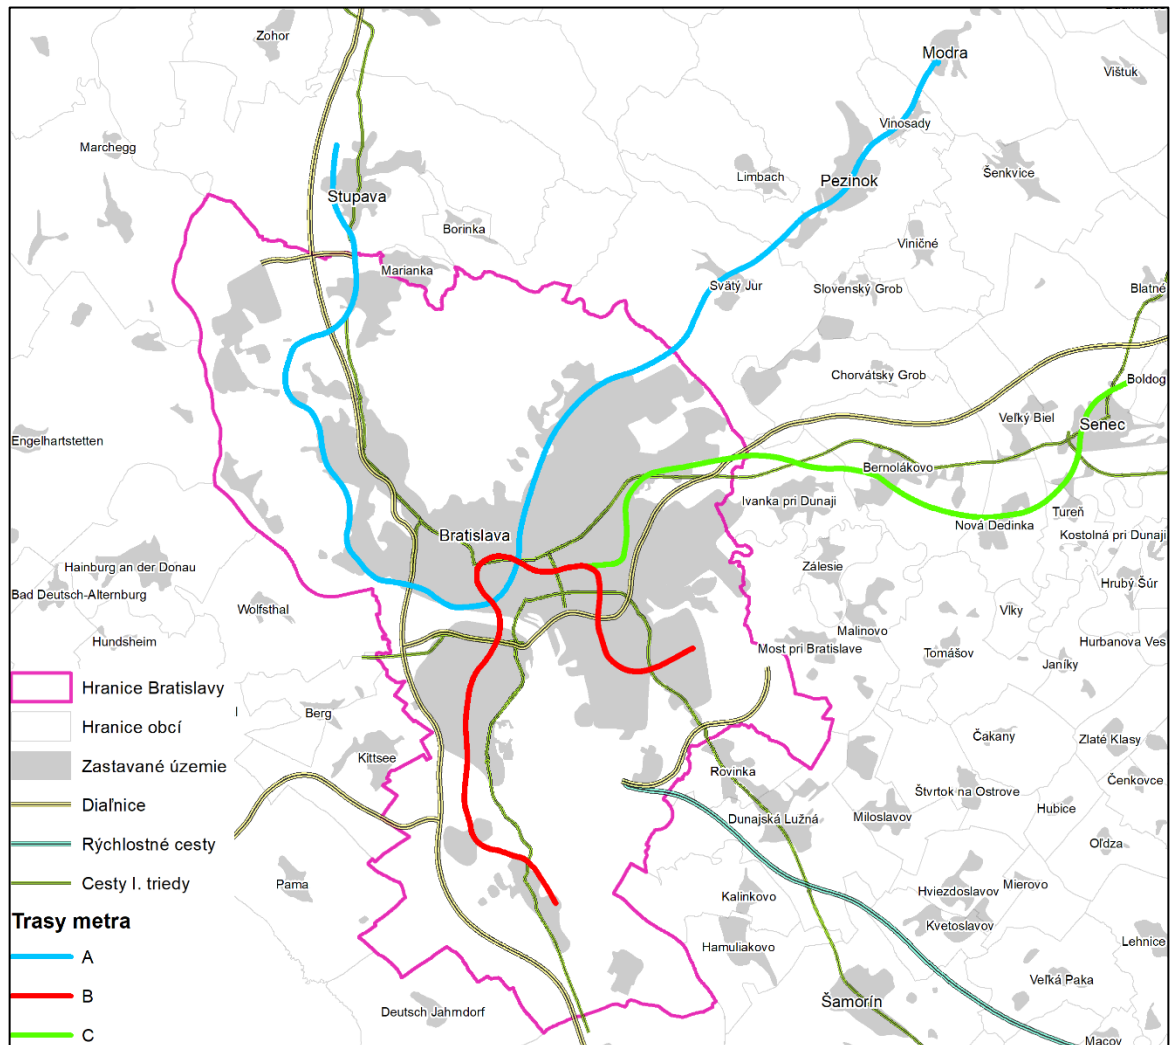 Zohor
Modra
Vištuk
Vinosady
Marchegg
Šenkvice
Limbach
Pezinok
Stupava
Borinka
Viničné
Marianka
Svätý Jur
Slovenský Grob
Blatné
Chorvátsky Grob
Boldog
Veľký Biel
Senec
Engelhartstetten
Bernolákovo
Ivanka pri Dunaji
Tureň
Nová Dedinka
Bratislava
Kostolná pri Dunaji
Hainburg an der Donau
Zálesie
Hrubý Šúr
Bad Deutsch-Alternburg
Wolfsthal
Vlky
Malinovo
Hundsheim
Most pri Bratislave
Tomášov
Hurbanova Ves
Janíky
Hranice Bratislavy
Berg
Hranice obcí
Čakany
Zlaté Klasy
Kittsee
Zastavané územie
Rovinka
Čenkovce
Štvrtok na Ostrove
Diaľnice
Hubice
Dunajská Lužná
Miloslavov
Rýchlostné cesty
Oľdza
Cesty I. triedy
Pama
Mierovo
Hviezdoslavov
Kalinkovo
Trasy metra
Kvetoslavov
Hamuliakovo
Lehnice
A
Veľká Paka
B
Šamorín
Deutsch Jahrndorf
C
Macov